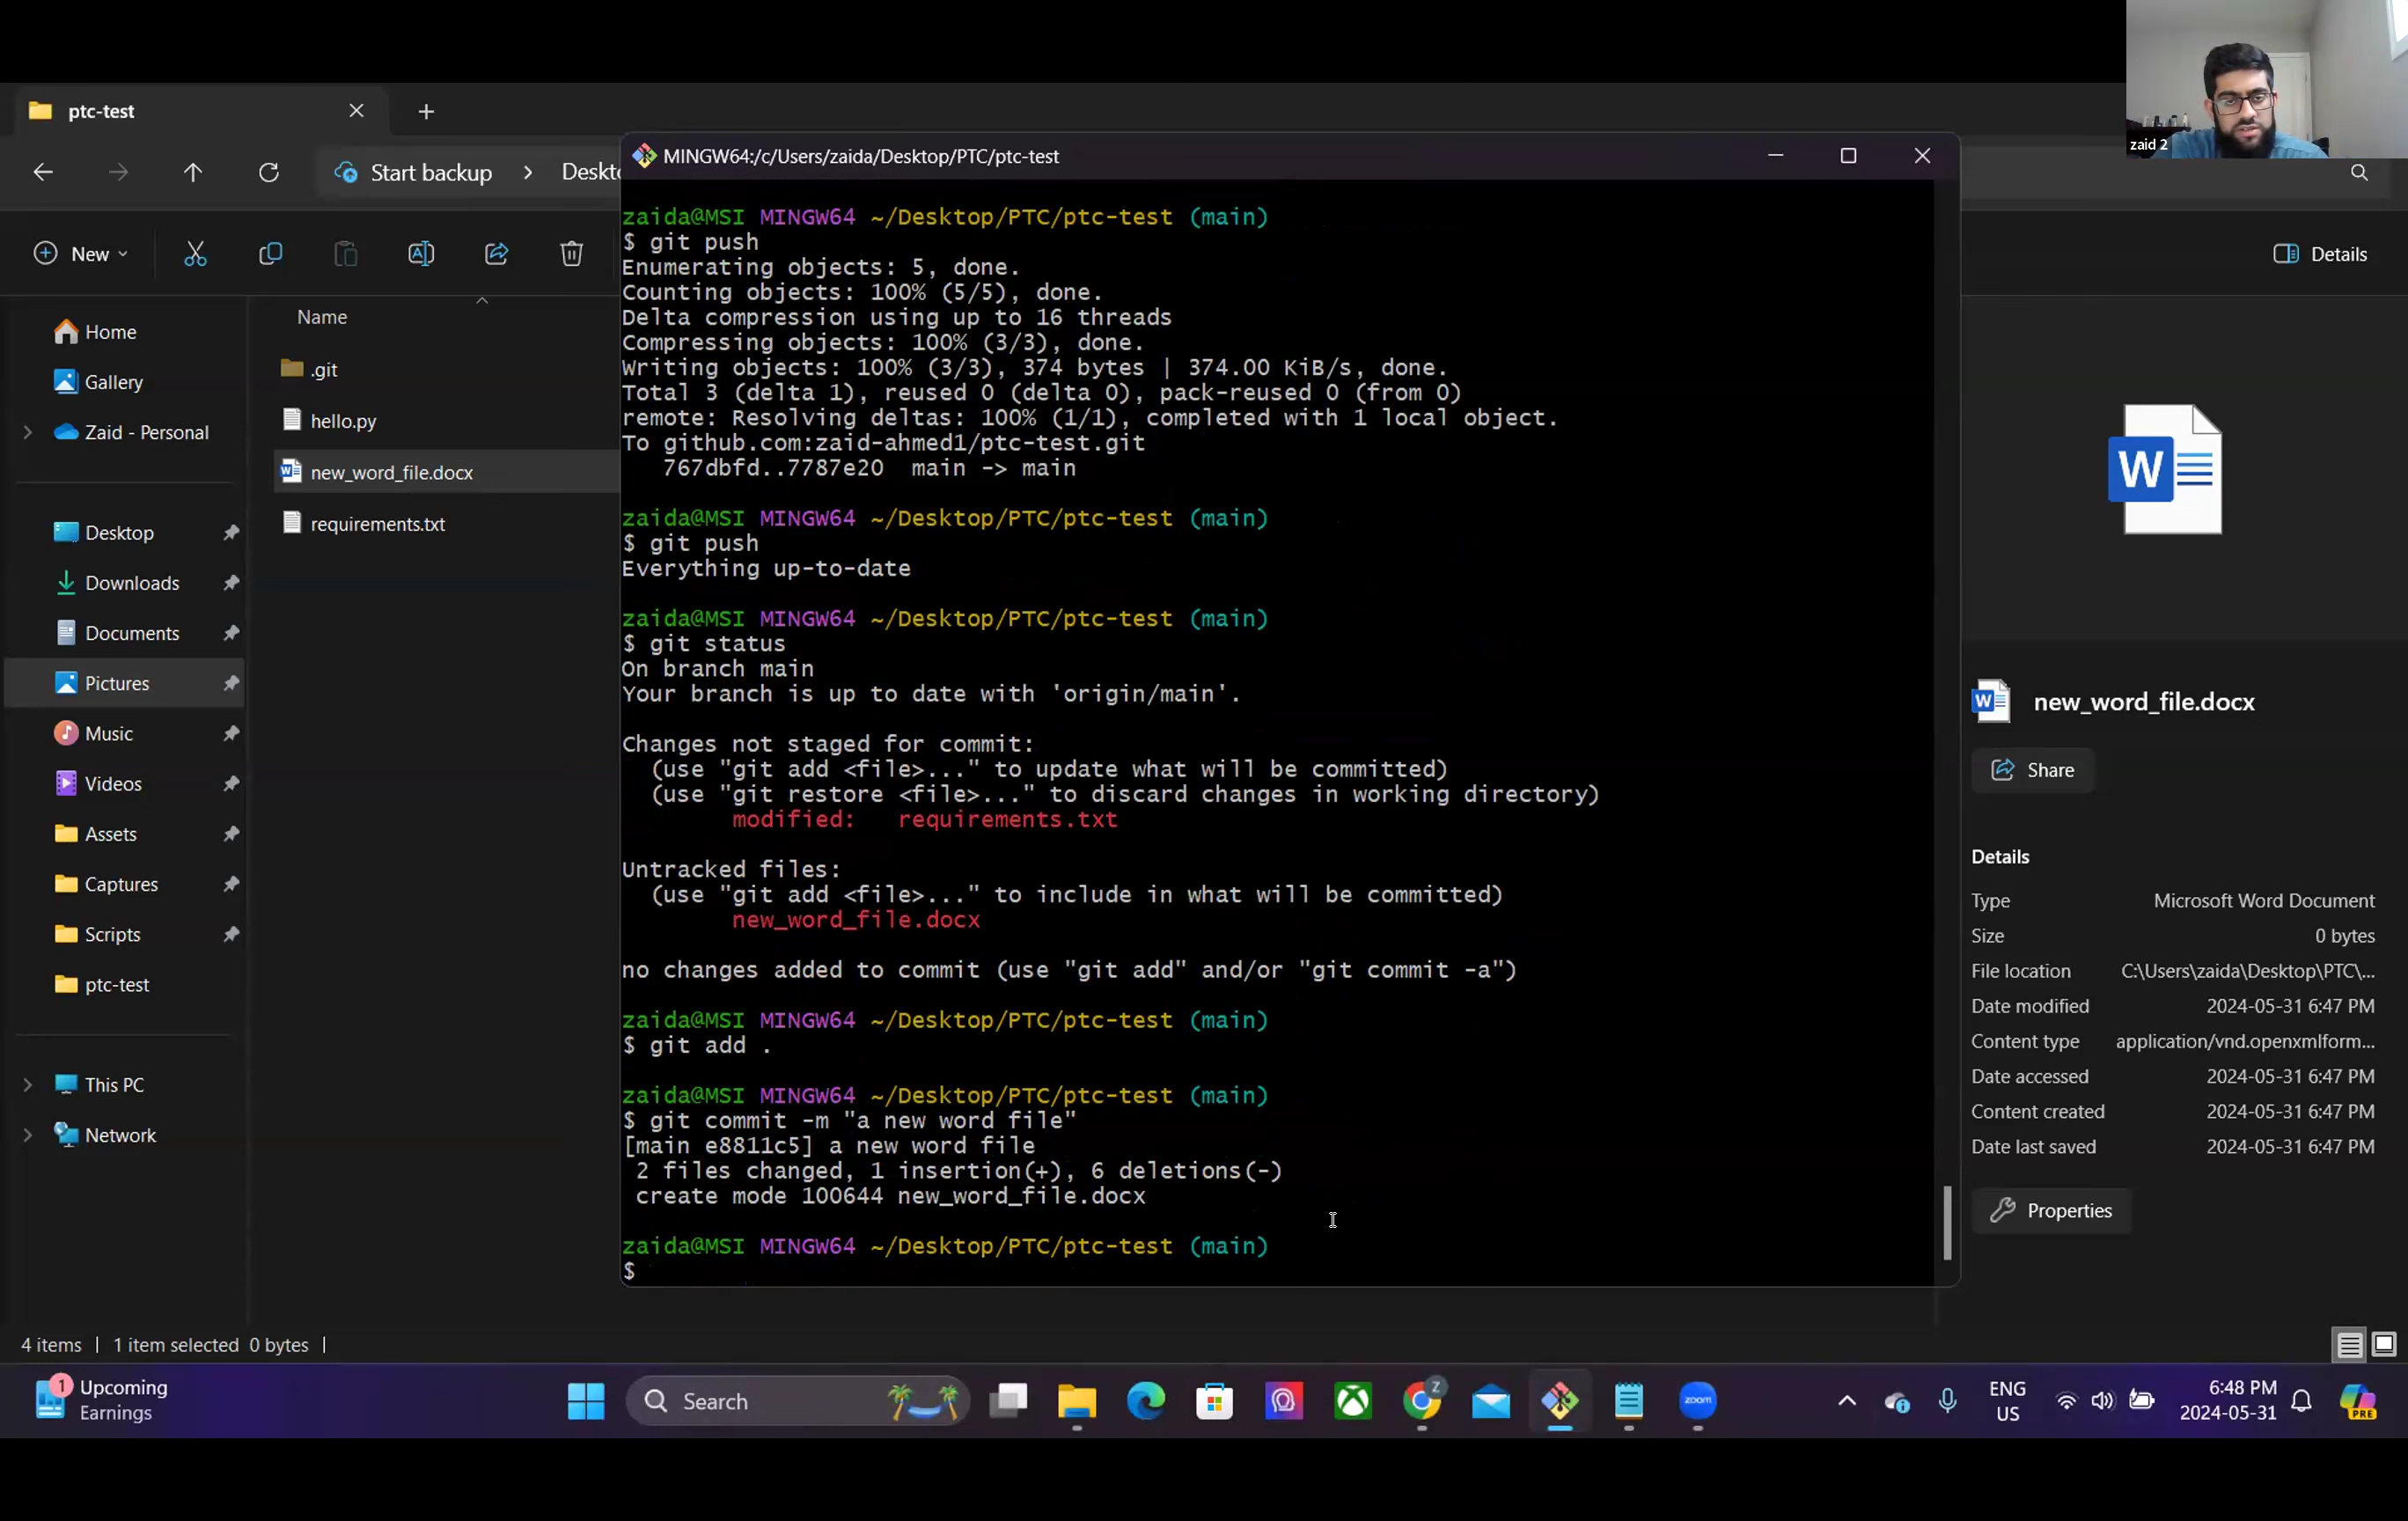 zaid 2
ptc-test
Start backup
MINGW64:/c/Users/zaida/Desktop/PTC/ptc-test
New
Details
Name
.git
hello.py
new_word_file.docx
requirements.txt
Home
Gallery
Zaid - Personal
Desktop
Downloads
Documents
Pictures
Music
Videos
Assets
Captures
Scripts
ptc-test
This PC
Network
zaida@MSI MINGW64 ~/Desktop/PTC/ptc-test (main)
$ git push
Enumerating objects: 5, done.
Counting objects: 100% (5/5), done.
Delta compression using up to 16 threads
Compressing objects: 100% (3/3), done.
Writing objects: 100% (3/3), 374 bytes | 374.00 KiB/s, done.
Total 3 (delta 1), reused 0 (delta 0), pack-reused 0 (from 0)
remote: Resolving deltas: 100% (1/1), completed with 1 local object.
To github.com:zaid-ahmed1/ptc-test.git
767dbfd..7787e20 main -> main
zaida@MSI MINGW64 ~/Desktop/PTC/ptc-test (main)
$ git push
Everything up-to-date
zaida@MSI MINGW64 ~/Desktop/PTC/ptc-test (main)
$ git status
On branch main
Your branch is up to date with 'origin/main'.
Changes not staged for commit:
(use "git add <file>..." to update what will be committed)
(use "git restore <file>..." to discard changes in working directory)
modified: requirements.txt
Untracked files:
(use "git add <file>..." to include in what will be committed)
new_word_file.docx
no changes added to commit (use "git add" and/or "git commit -a")
zaida@MSI MINGW64 ~/Desktop/PTC/ptc-test (main)
$ git add .
zaida@MSI MINGW64 ~/Desktop/PTC/ptc-test (main)
$ git commit -m "a new word file"
[main e8811c5] a new word file
2 files changed, 1 insertion(+), 6 deletions(-)
create mode 100644 new_word_file.docx
zaida@MSI MINGW64 ~/Desktop/PTC/ptc-test (main)
$
new_word_file.docx
Share
Details
Type Microsoft Word Document
Size 0 bytes
File location C:\Users\zaida\Desktop\PTC\...
Date modified 2024-05-31 6:47 PM
Content type application/vnd.openxmlform...
Date accessed 2024-05-31 6:47 PM
Content created 2024-05-31 6:47 PM
Date last saved 2024-05-31 6:47 PM
Properties
4 items | 1 item selected 0 bytes |
1
Upcoming
Earnings
Search
Z
zoom
ENG
US
6:48 PM
2024-05-31
PRE